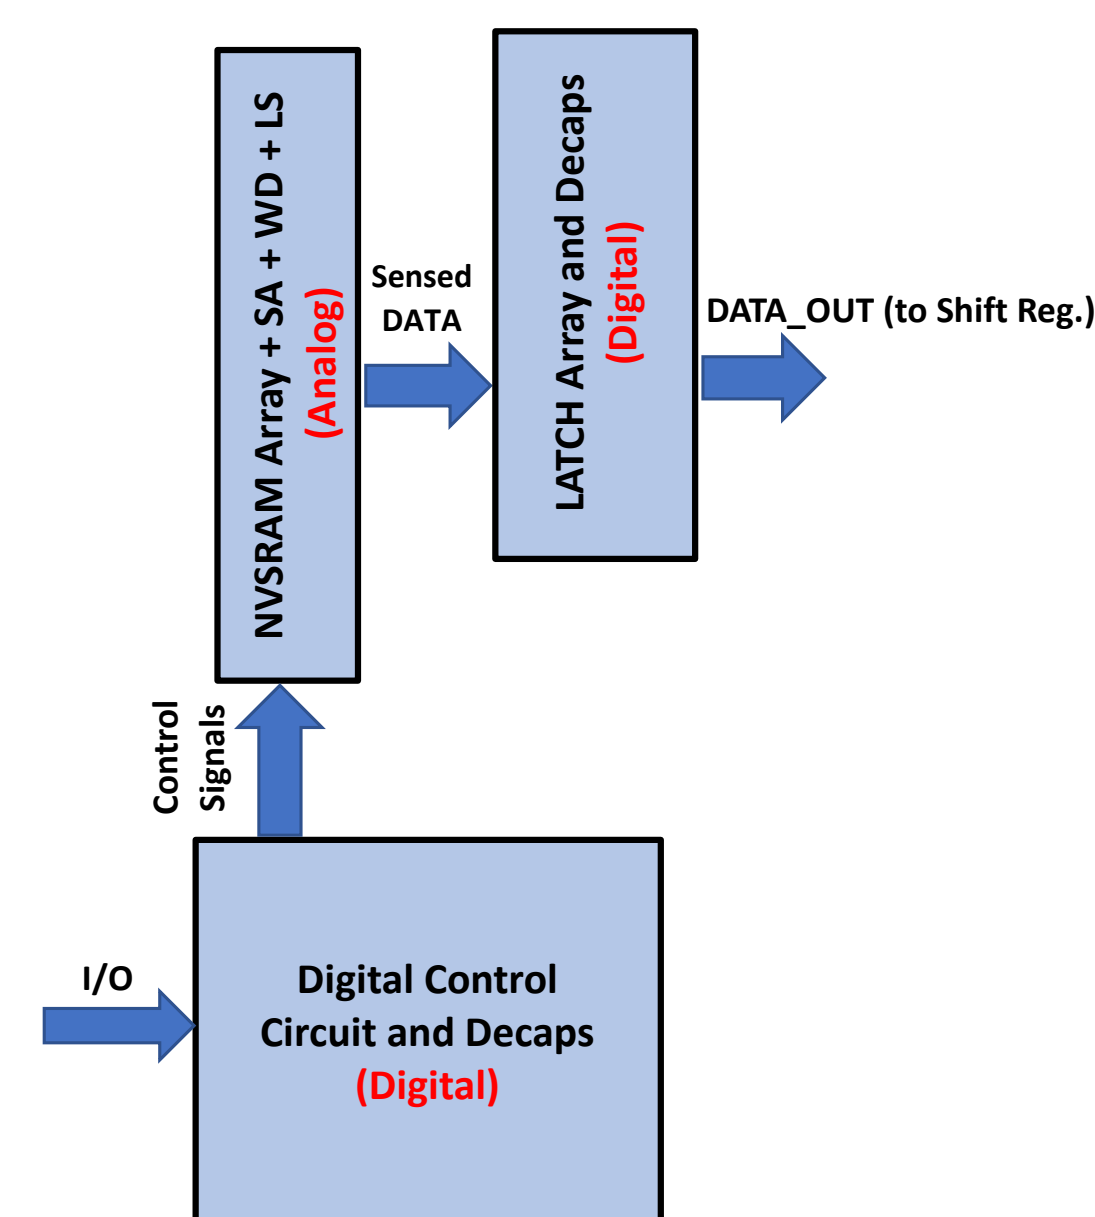 NVSRAM Array + SA + WD + LS
(Analog)
Sensed
DATA
LATCH Array and Decaps
(Digital)
DATA_OUT (to Shift Reg.)
Control
Signals
I/O
Digital Control
Circuit and Decaps
(Digital)